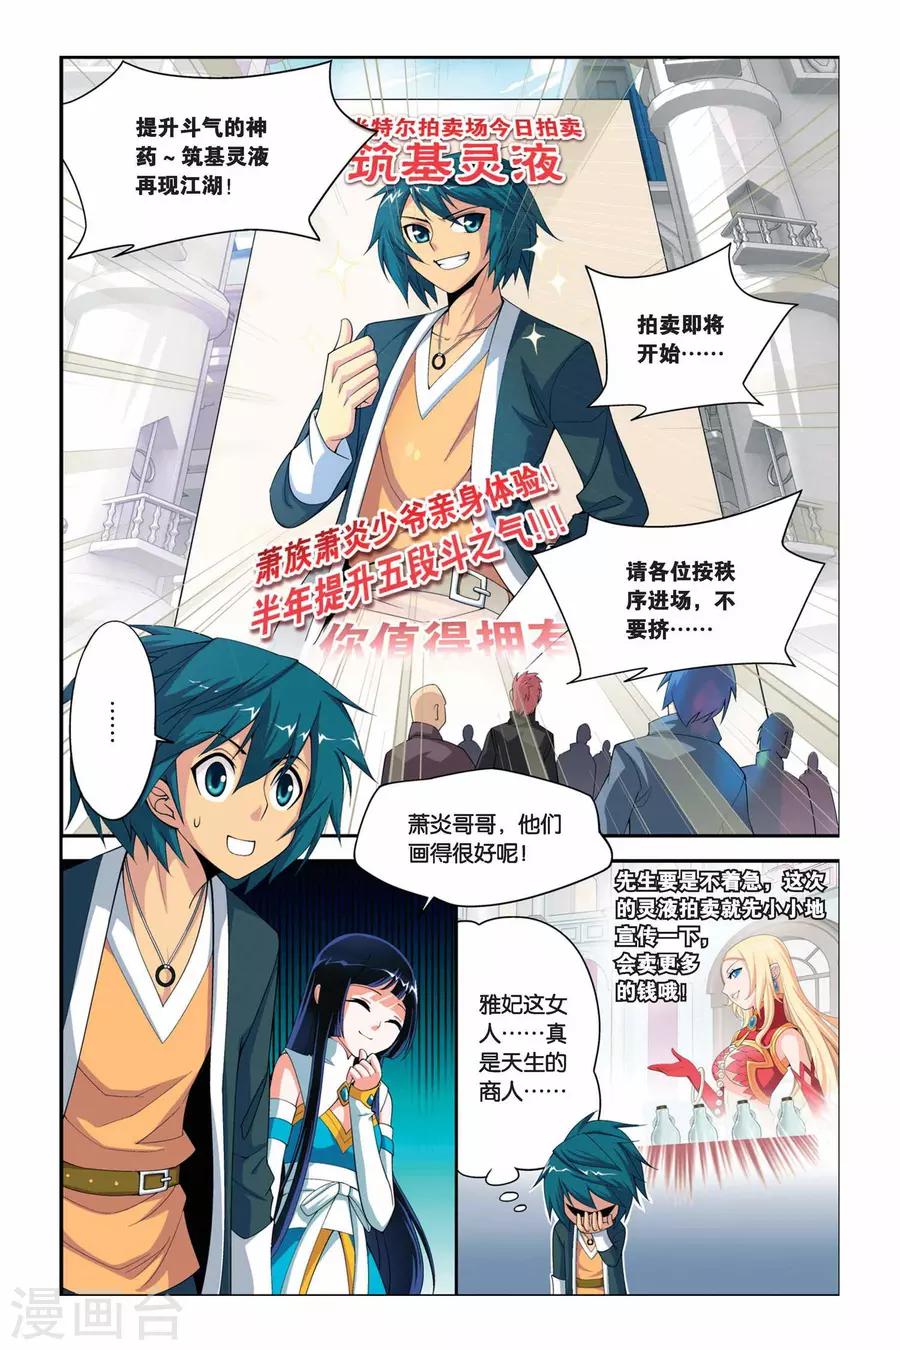 提升斗气的神
药～筑基灵液
再现江湖！
特尔拍卖场今日拍卖
筑基灵液
拍卖即将
开始……
萧族萧炎少爷亲身体验！
半年提升五段斗之气!!!
你值得拥有
请各位按秩
序进场，不
要挤……
……
萧炎哥哥，他们
画得很好呢！
先生要是不着急，这次
的灵液拍卖就先小小地
宣传一下，
会卖更多
的钱哦！
雅妃这女
人……真
是天生的
商人……
漫画台